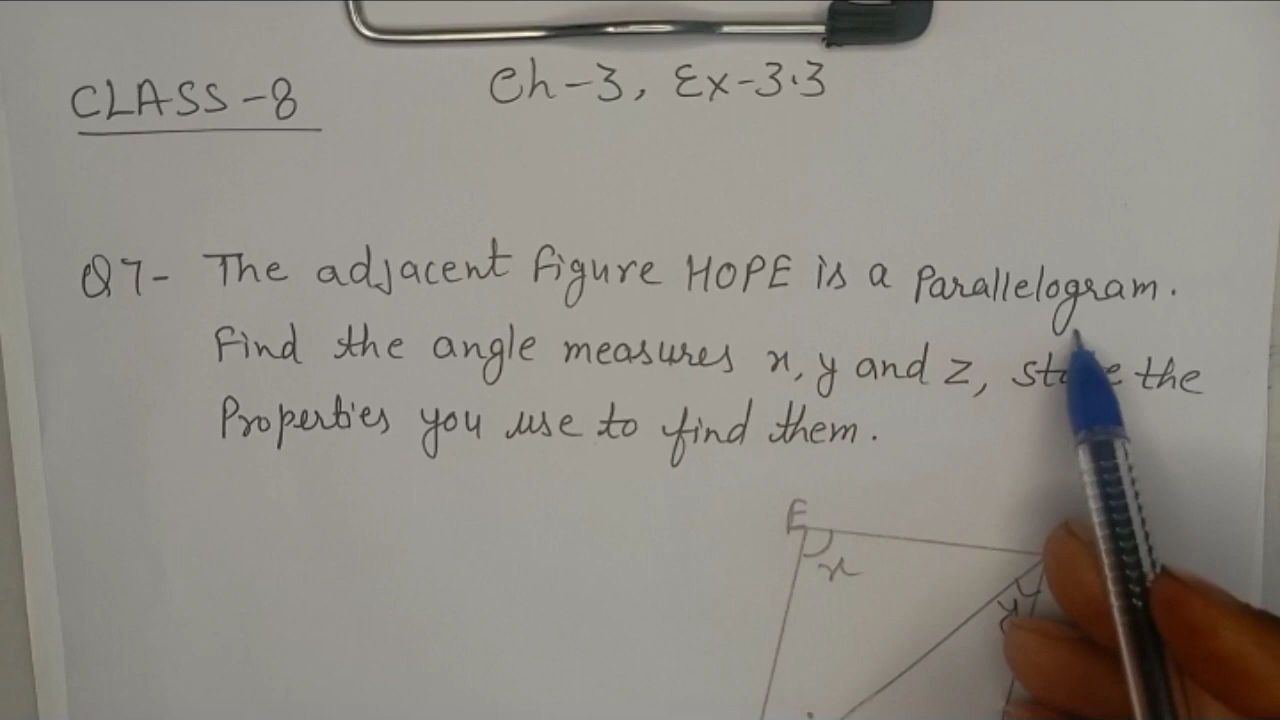 CLASS-8
Ch-3, Ex-3.3
Q7- The adjacent figure HOPE is a Parallelogram.
Find the angle measures x, y and z, the
Properties you use to find them.
E
x
y